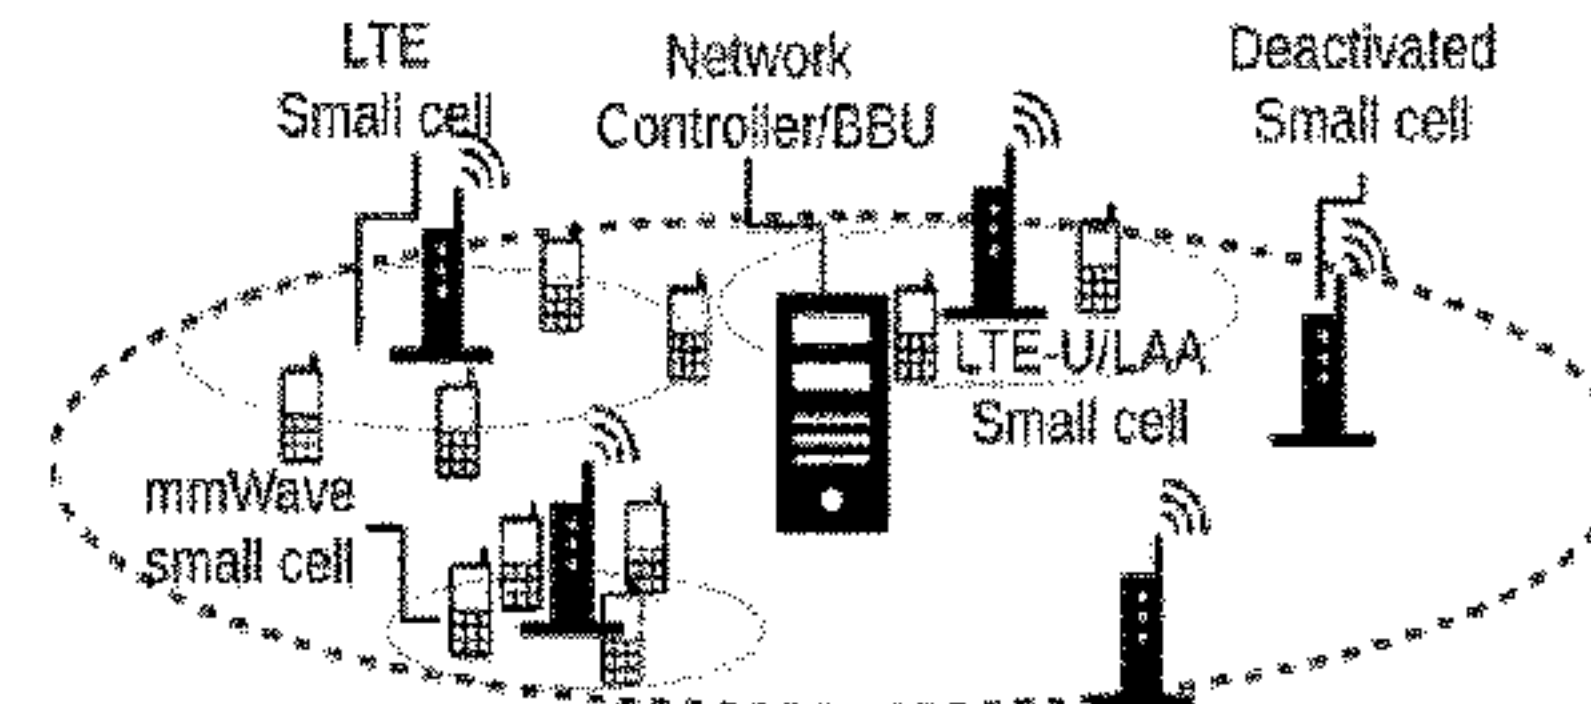 LTE
Small cell
Network
Controller/BBU
Deactivated
Small cell
LTE-U/LAA
Small cell
mmWave
small cell